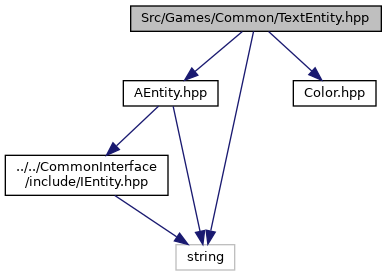 Src/Games/Common/TextEntity.hpp
AEntity.hpp
Color.hpp
../../CommonInterface
/include/IEntity.hpp
string